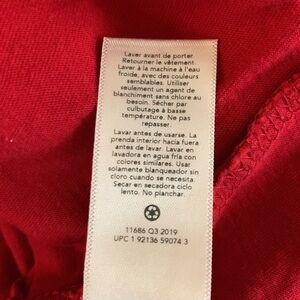 Laver avant de porter
Retourner le vêtement.
Laver à la machine à l'eau
froide, avec des couleurs
semblables. Utiliser
seulement un agent de
blanchiment sans chlore au
besoin. Sécher par
culbutage à basse
température. Ne pas
repasser.
Lavar antes de usarse. La
prenda interior hacia fuera
antes de lavar. Lavar en
lavadora en agua fría con
colores similares. Usar
solamente blanqueador sin
cloro cuando se necesita.
Secar en secadora ciclo
lento. No planchar.
11686 Q3 2019
UPC 1 92136 59074 3